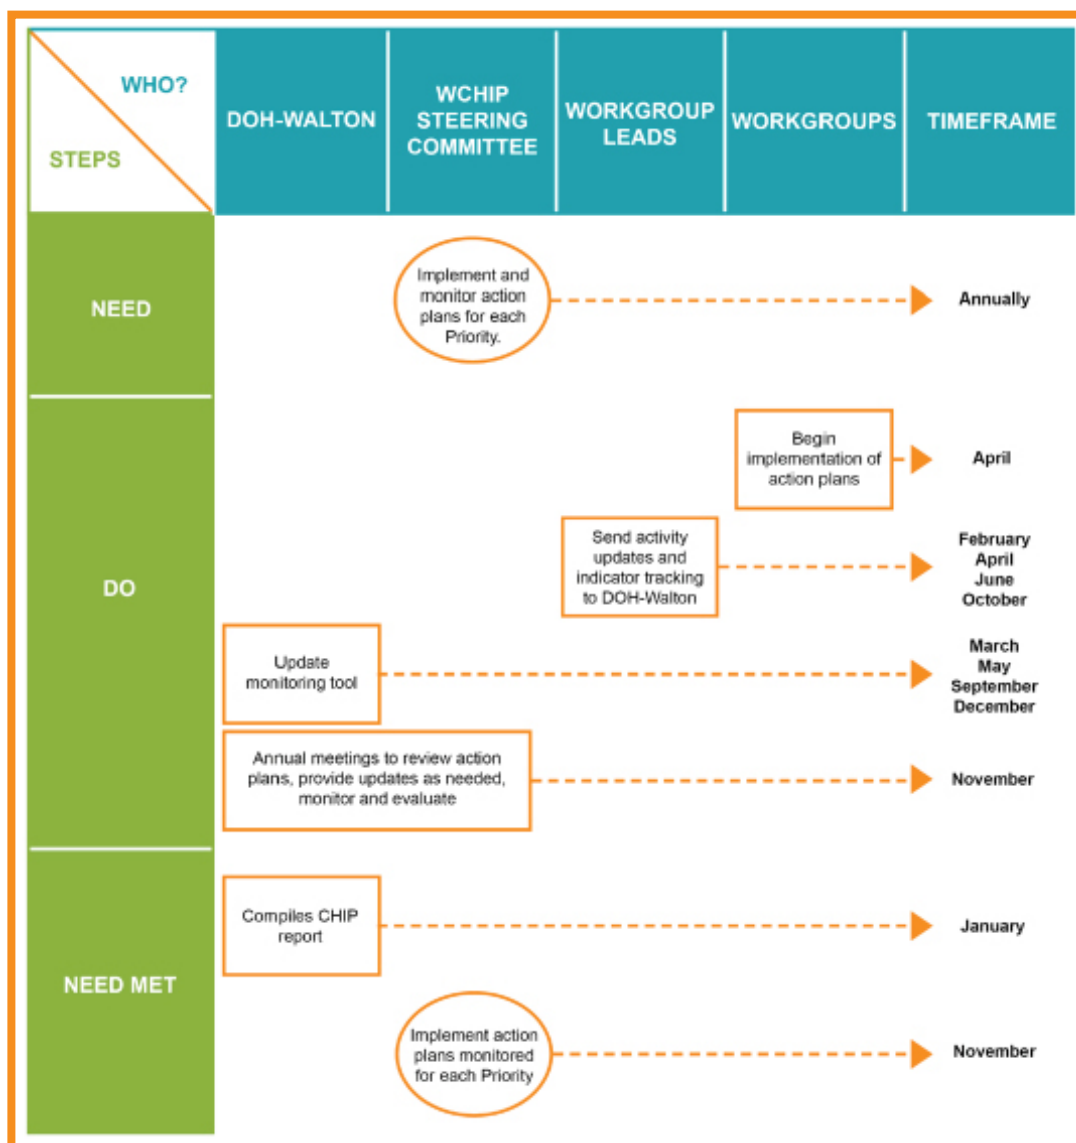 WHO?
STEPS
DOH-WALTON
WCHIP
STEERING
COMMITTEE
WORKGROUP
LEADS
WORKGROUPS
TIMEFRAME
NEED
Implement and
monitor action
plans for each
Priority.
Annually
DO
Begin
implementation of
action plans
April
Send activity
updates and
indicator tracking
to DOH-Walton
February
April
June
October
Update
monitoring tool
March
May
September
December
Annual meetings to review action
plans, provide updates as needed,
monitor and evaluate
November
NEED MET
Compiles CHIP
report
January
Implement action
plans monitored
for each Priority
November